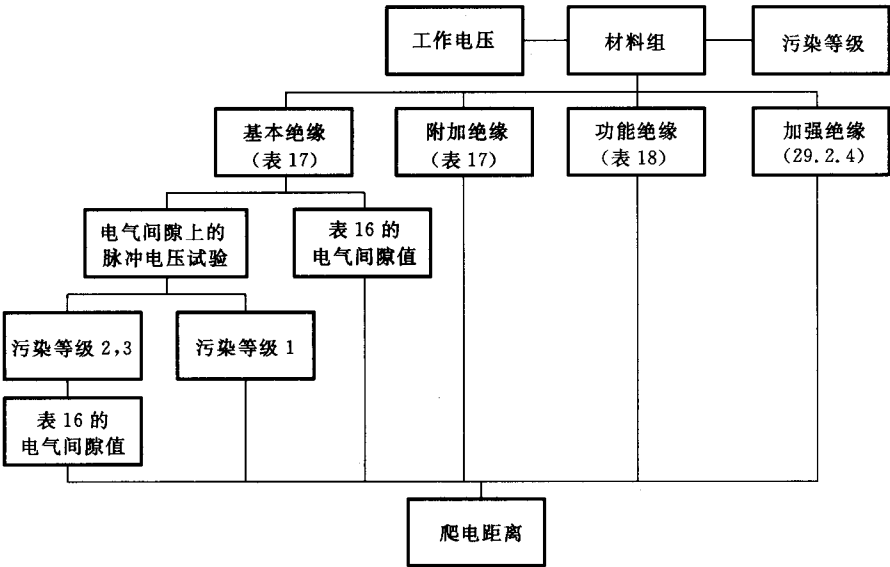 工作电压
材料组
污染等级
基本绝缘
(表 17)
附加绝缘
(表 17)
功能绝缘
(表 18)
加强绝缘
(29.2.4)
电气间隙上的
脉冲电压试验
表 16 的
电气间隙值
污染等级 2,3
污染等级 1
表 16 的
电气间隙值
爬电距离